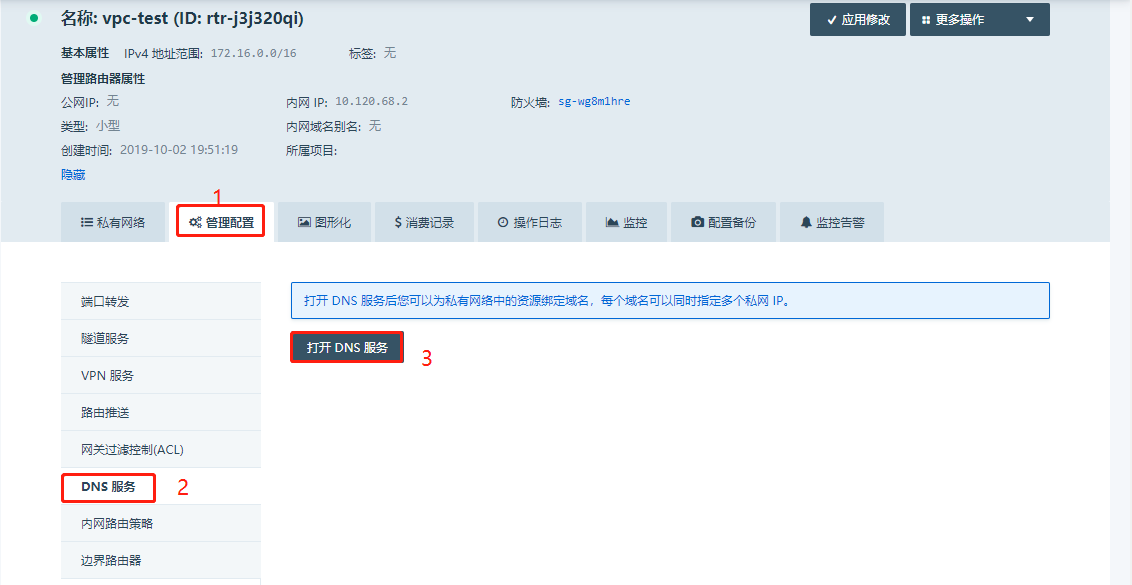 名称: vpc-test (ID: rtr-j3j320qi)
应用修改 更多操作
基本属性 IPv4 地址范围: 172.16.0.0/16 标签: 无
管理路由器属性
公网IP: 无 内网 IP: 10.120.68.2 防火墙: sg-wg8m1hre
类型: 小型 内网域名别名: 无
创建时间: 2019-10-02 19:51:19 所属项目:
隐藏
1
私有网络 管理配置 图形化 消费记录 操作日志 监控 配置备份 监控告警
端口转发
隧道服务
VPN 服务
路由推送
网关过滤控制(ACL)
DNS 服务 2
内网路由策略
边界路由器
打开 DNS 服务后您可以为私有网络中的资源绑定域名，每个域名可以同时指定多个私网 IP。
打开 DNS 服务 3